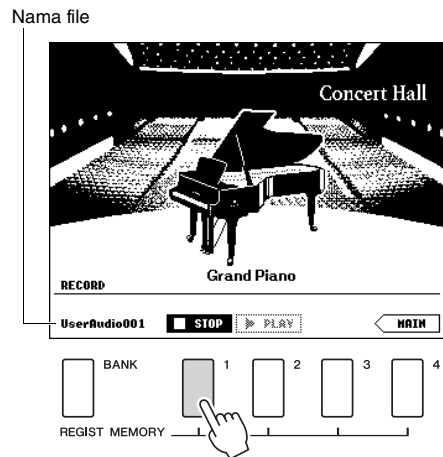 Nama file
Concert Hall
Grand Piano
RECORD
UserAudio001 STOP PLAY MAIN
BANK 1 2 3 4
REGIST MEMORY